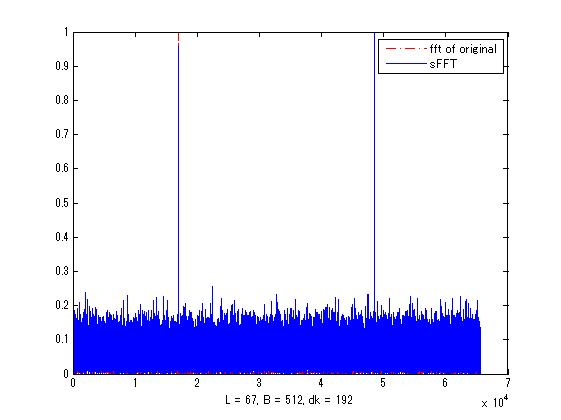 1
0.9
0.8
0.7
0.6
0.5
0.4
0.3
0.2
0.1
0
fft of original
sFFT
0 1 2 3 4 5 6 7
x 10^4
L = 67, B = 512, dk = 192